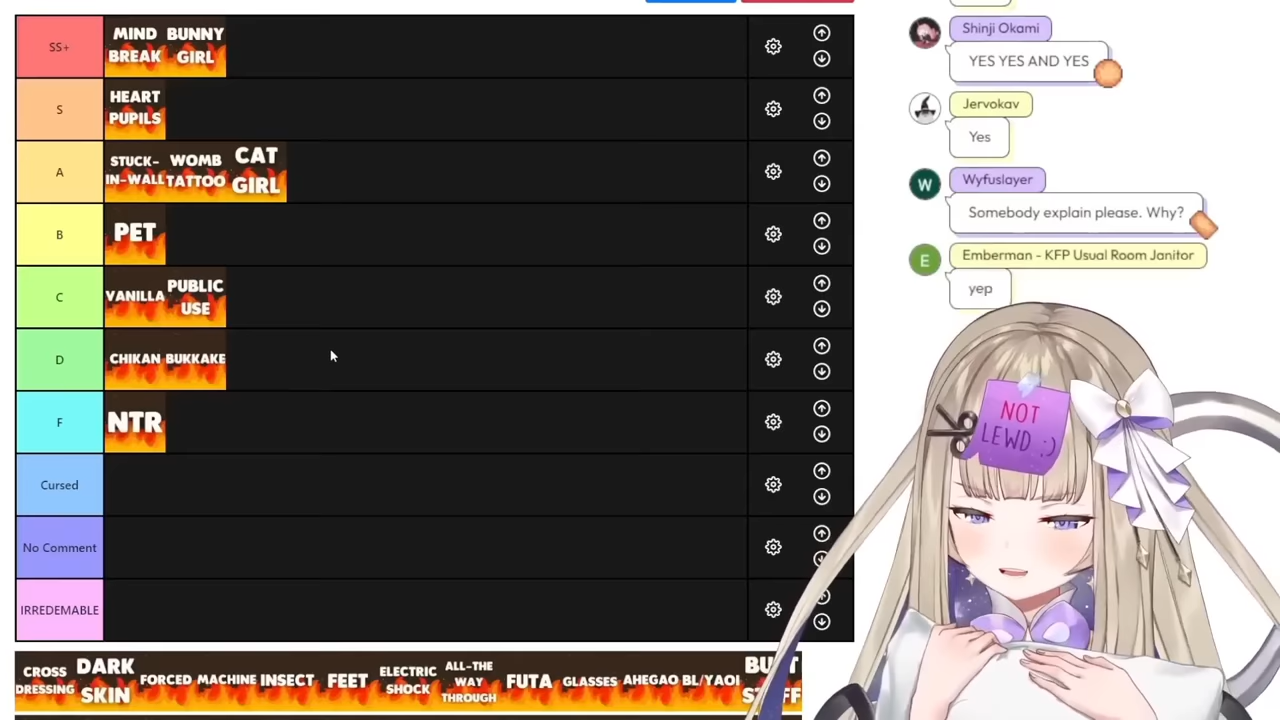 SS+
MIND BREAK
BUNNY GIRL
S
HEART PUPILS
A
STUCK-IN-WALL
WOMB TATTOO
CAT GIRL
B
PET
C
VANILLA
PUBLIC USE
D
CHIKAN
BUKKAKE
F
NTR
Cursed
No Comment
IRREDEMABLE
CROSS DRESSING
DARK SKIN
FORCED
MACHINE
INSECT
FEET
ELECTRIC SHOCK
ALL-THE WAY THROUGH
FUTA
GLASSES
AHEGAO
BL/YAOI
Shinji Okami
YES YES AND YES
Jervokav
Yes
W
Wyfuslayer
Somebody explain please. Why?
E
Emberman - KFP Usual Room Janitor
yep
NOT
LEWD :)